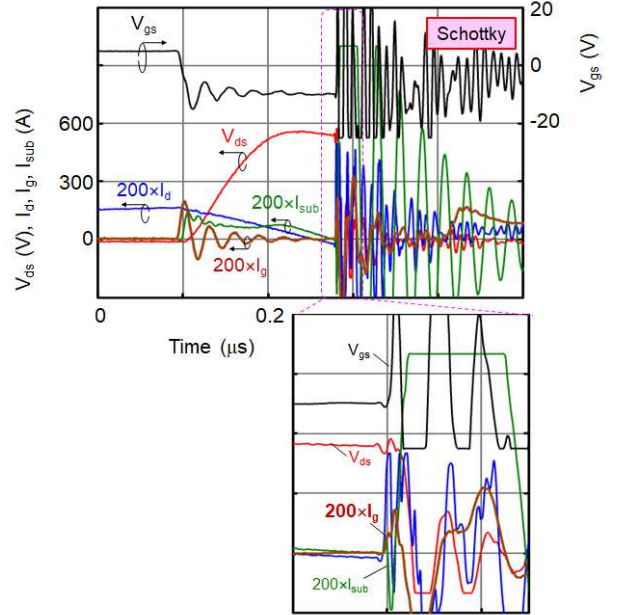 V_gs
Schottky
20
0
-20
V_gs (V)
600
300
0
V_ds (V), I_d, I_g, I_sub (A)
V_ds
200×I_d
200×I_sub
200×I_g
0
0.2
Time (μs)
V_gs
V_ds
200×I_g
200×I_sub